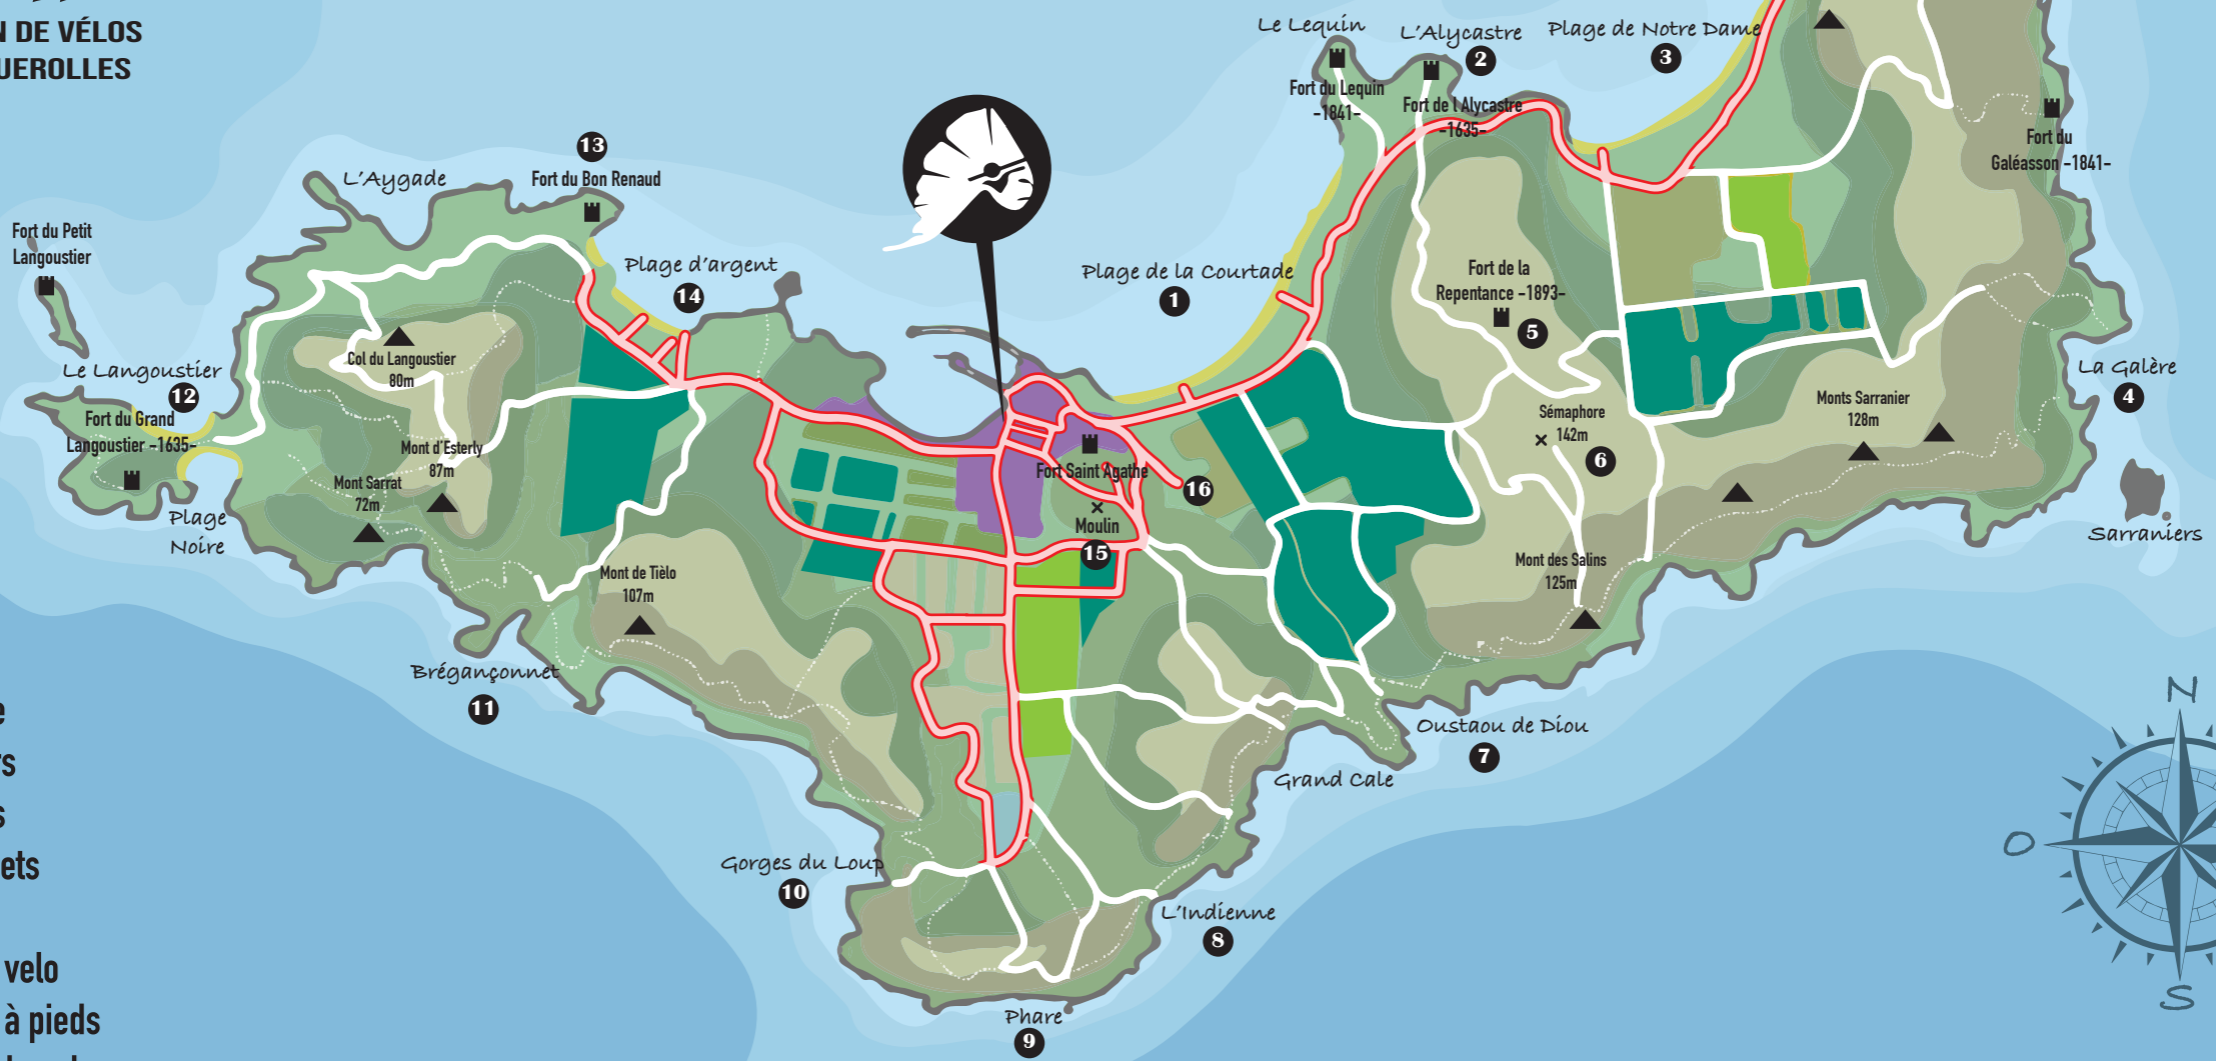 N DE VÉLOS
UEROLLES
Le Lequin
L'Alycastre
2
Plage de Notre Dame
3
Fort du Lequin
-1841-
Fort de l Alycastre
-1635-
Fort du
Galéasson -1841-
13
Fort du Bon Renaud
L'Aygade
Fort du Petit
Langoustier
Plage d'argent
14
Plage de la Courtade
1
Fort de la
Repentance -1893-
5
Col du Langoustier
80m
Le Langoustier
12
Fort du Grand
Langoustier -1635-
Mont d'Esterly
87m
Mont Sarrat
72m
Plage
Noire
Fort Saint Agathe
16
Moulin
15
Sémaphore
142m
6
Monts Sarranier
128m
La Galère
4
Sarraniers
Mont de Tièlo
107m
Mont des Salins
125m
Brégançonnet
11
Oustaou de Diou
7
Grand Cale
Gorges du Loup
10
L'Indienne
8
Phare
9
e
rs
s
ets
velo
à pieds
N
O
S